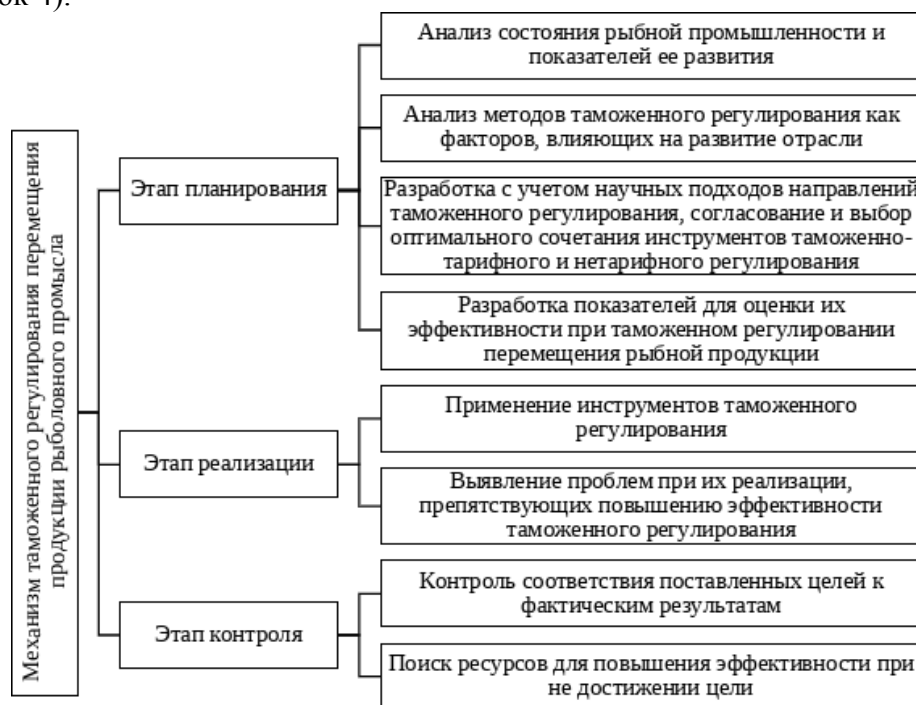 ок 4).
Механизм таможенного регулирования перемещения
продукции рыболовного промысла
Этап планирования
Анализ состояния рыбной промышленности и
показателей ее развития
Анализ методов таможенного регулирования как
факторов, влияющих на развитие отрасли
Разработка с учетом научных подходов направлений
таможенного регулирования, согласование и выбор
оптимального сочетания инструментов таможенно-
тарифного и нетарифного регулирования
Разработка показателей для оценки их
эффективности при таможенном регулировании
перемещения рыбной продукции
Этап реализации
Применение инструментов таможенного
регулирования
Выявление проблем при их реализации,
препятствующих повышению эффективности
таможенного регулирования
Этап контроля
Контроль соответствия поставленных целей к
фактическим результатам
Поиск ресурсов для повышения эффективности при
не достижении цели